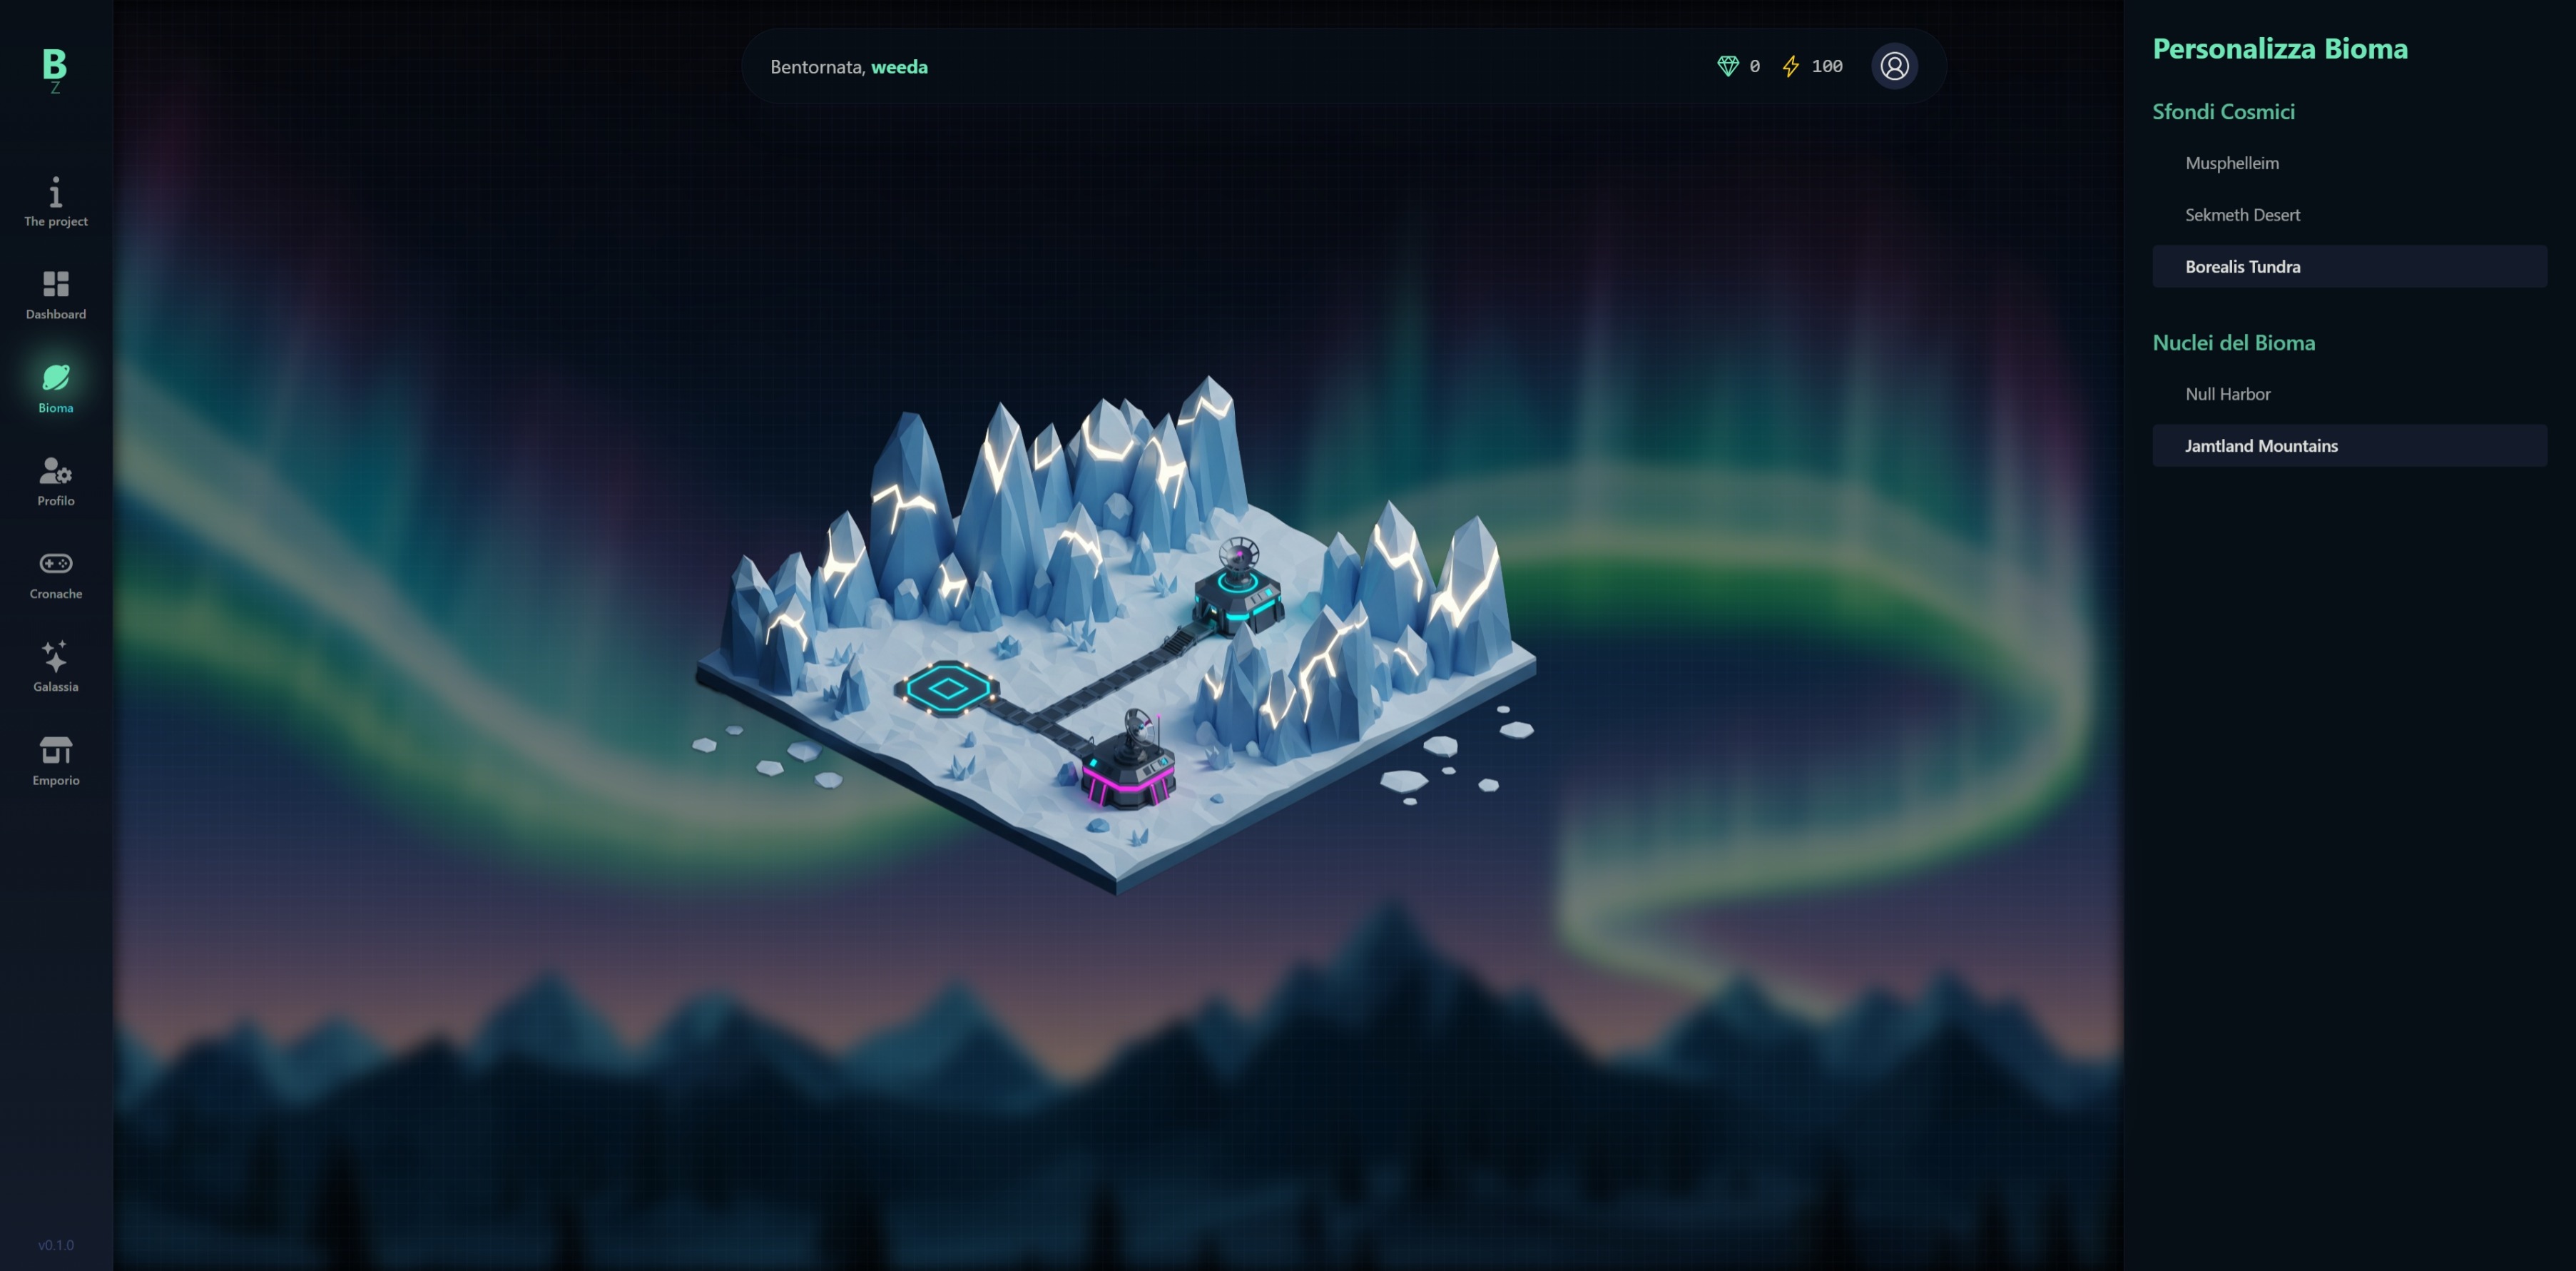 B
Z
The project
Dashboard
Bioma
Profilo
Cronache
Galassia
Emporio
v0.1.0
Bentornata, weeda
0
100
Personalizza Bioma
Sfondi Cosmici
Muspelleim
Sekmeth Desert
Borealis Tundra
Nuclei del Bioma
Null Harbor
Jamtland Mountains